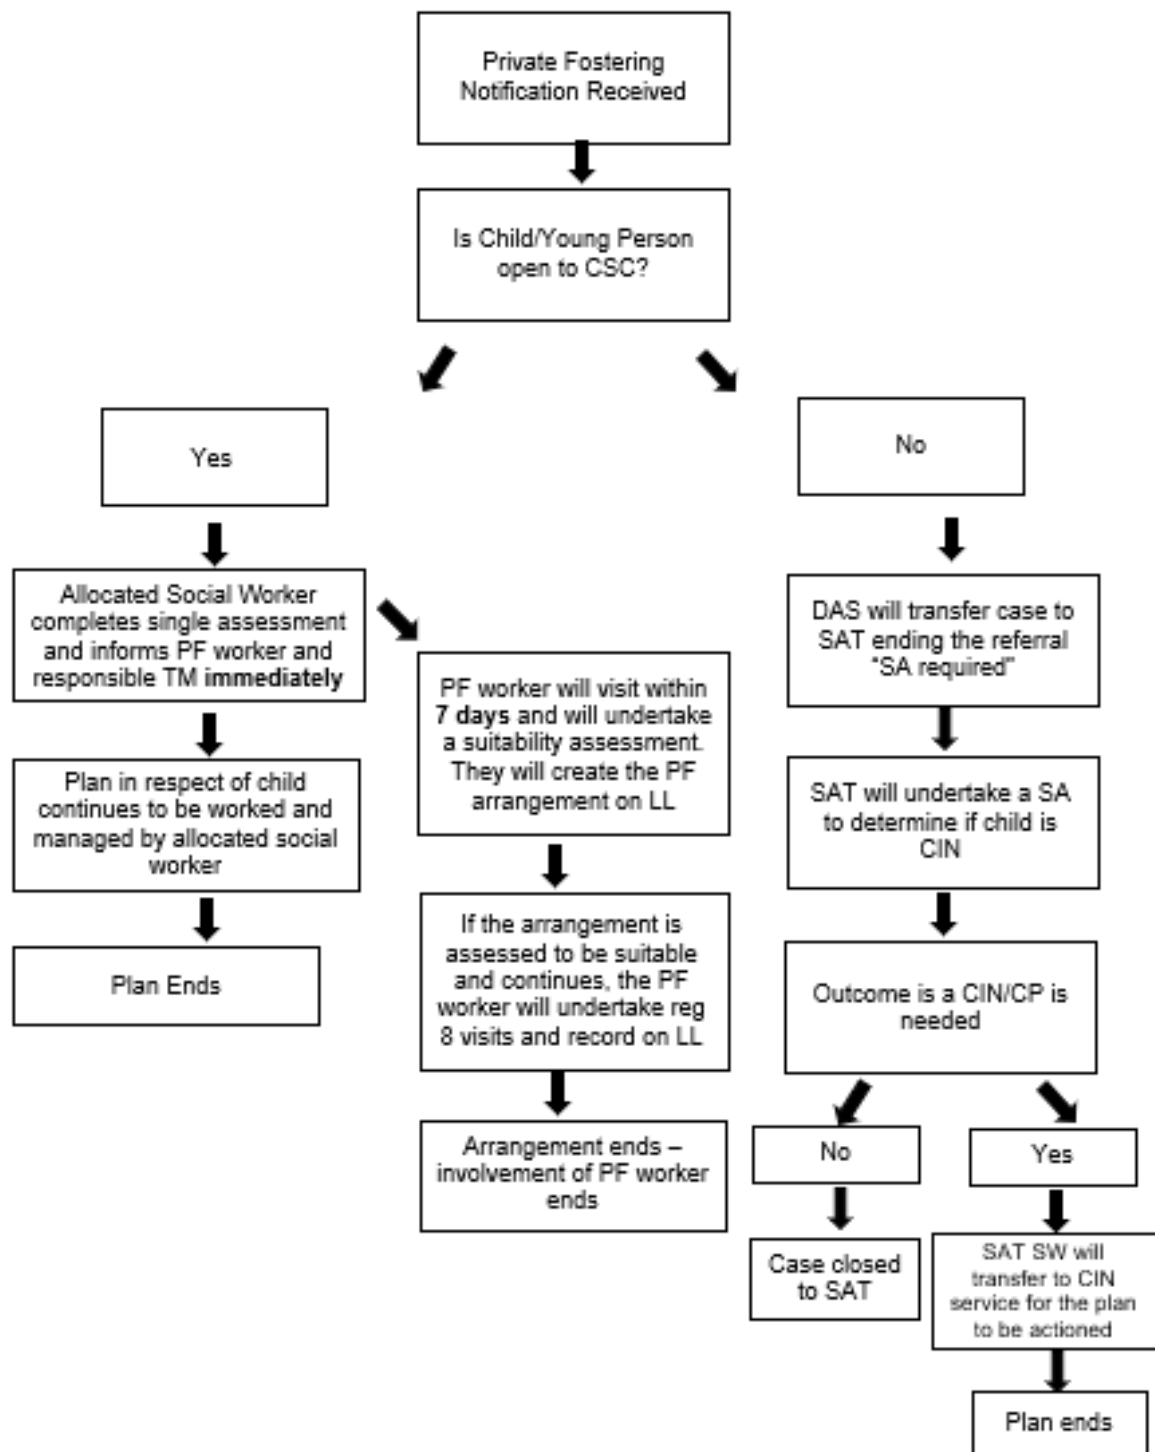 Private Fostering
Notification Received
Is Child/Young Person
open to CSC?
Yes
No
Allocated Social Worker
completes single assessment
and informs PF worker and
responsible TM immediately
Plan in respect of child
continues to be worked and
managed by allocated social
worker
Plan Ends
PF worker will visit within
7 days and will undertake
a suitability assessment.
They will create the PF
arrangement on LL
If the arrangement is
assessed to be suitable
and continues, the PF
worker will undertake reg
8 visits and record on LL
Arrangement ends –
involvement of PF worker
ends
DAS will transfer case to
SAT ending the referral
“SA required”
SAT will undertake a SA
to determine if child is
CIN
Outcome is a CIN/CP is
needed
No
Yes
Case closed
to SAT
SAT SW will
transfer to CIN
service for the plan
to be actioned
Plan ends